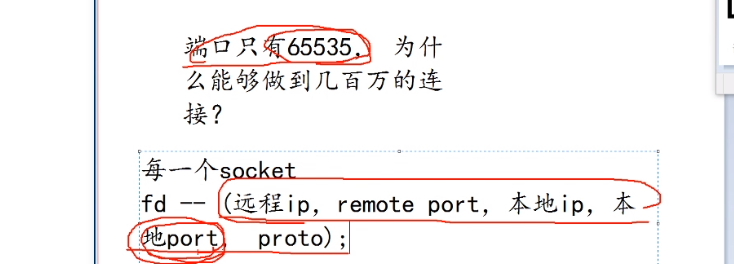 端口只有65535， 为什
么能够做到几百万的连
接？
每一个socket
fd -- (远程ip, remote port, 本地ip, 本
地port, proto);